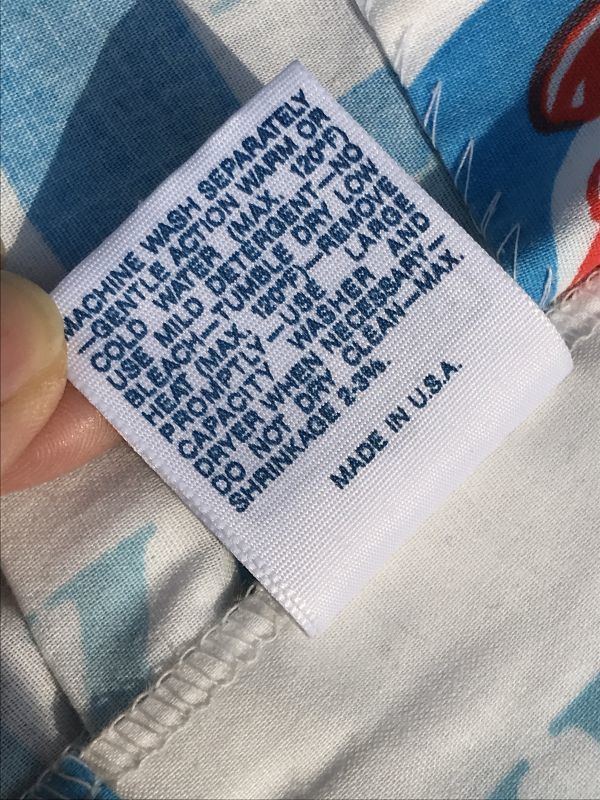 MACHINE WASH SEPARATELY
—GENTLE ACTION WARM OR
COLD WATER (MAX. 120°F)
USE MILD DETERGENT—NO
BLEACH—TUMBLE DRY LOW
HEAT (MAX. 120°F)—REMOVE
PROMPTLY—USE LARGE
CAPACITY WASHER AND
DRYER WHEN NECESSARY—
DO NOT DRY CLEAN—MAX
SHRINKAGE 2-3%.
MADE IN U.S.A.